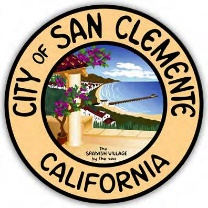 CITY OF SAN CLEMENTE
The
SPANISH VILLAGE
by the sea
CALIFORNIA